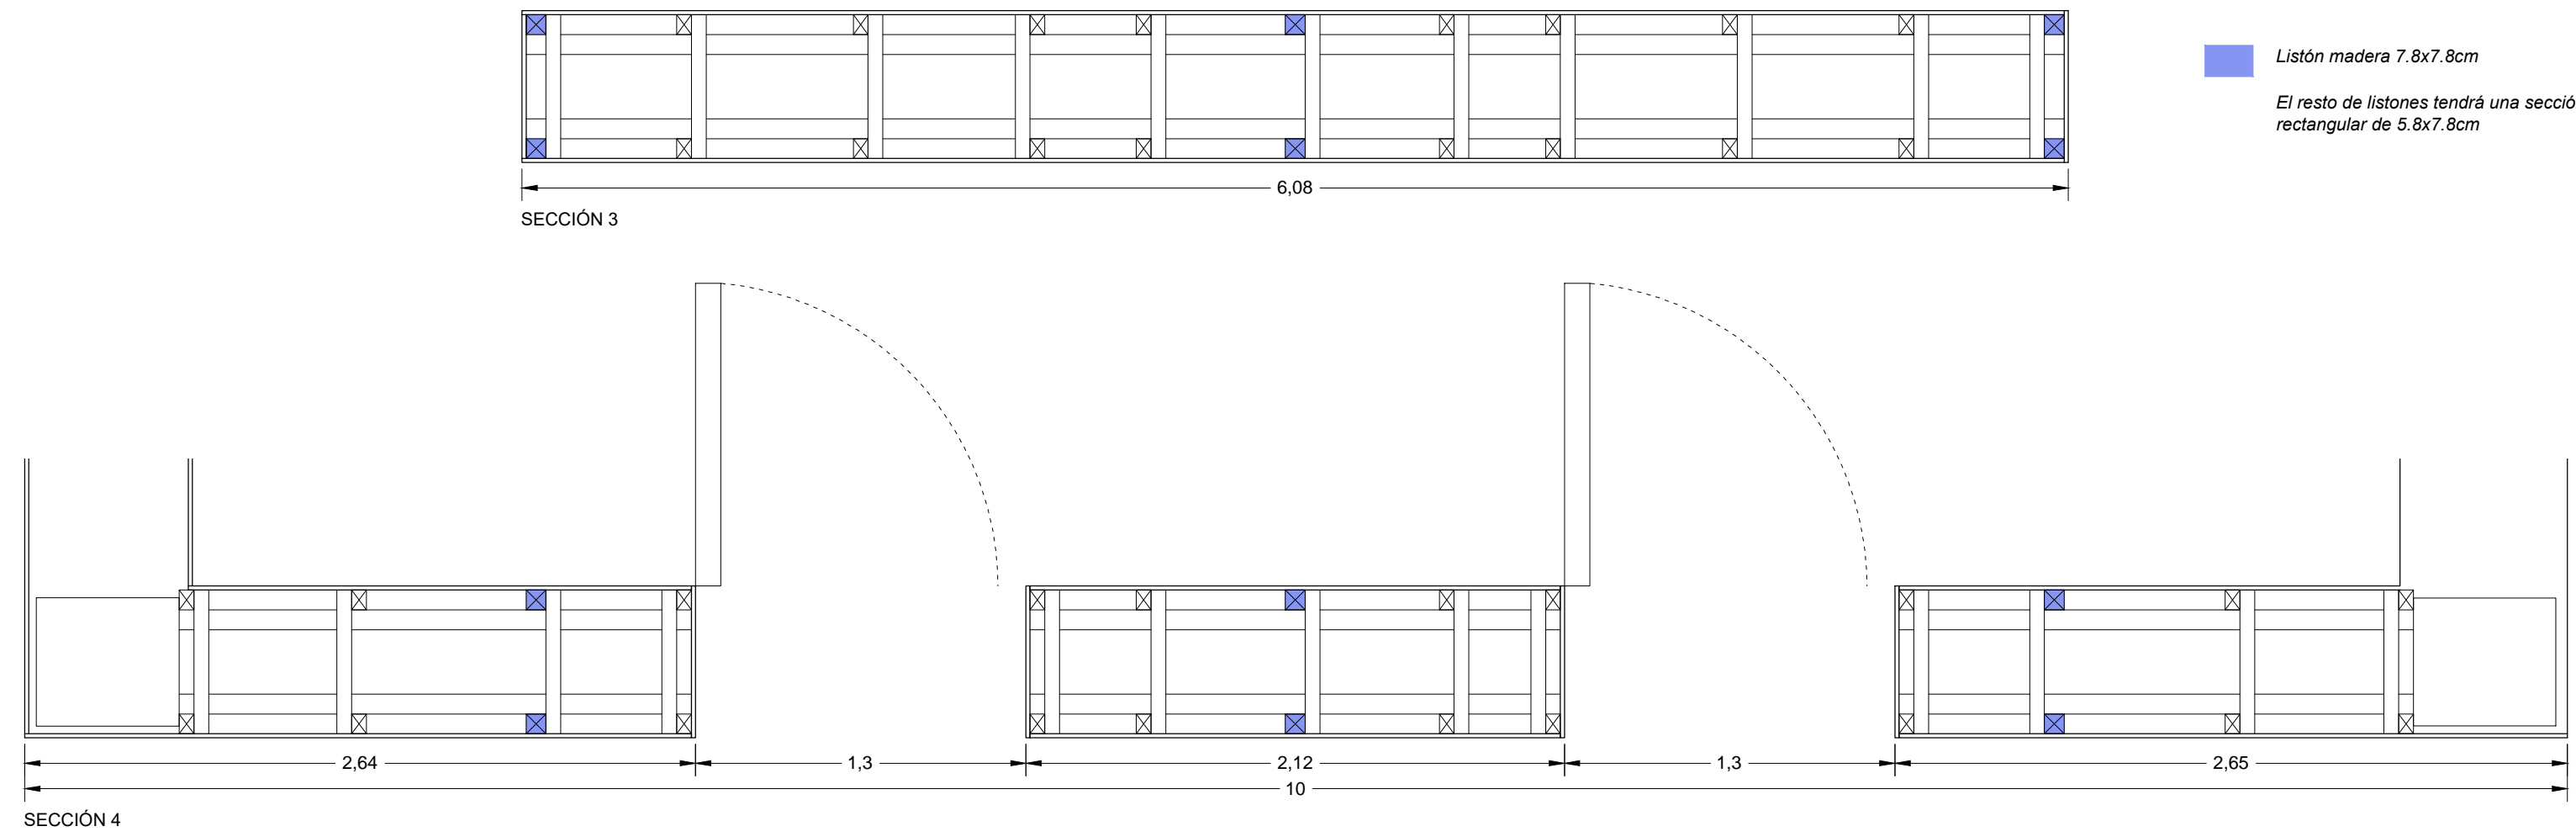 Listón madera 7.8x7.8cm
El resto de listones tendrá una secció
rectangular de 5.8x7.8cm
6,08
SECCIÓN 3
2,64
1,3
2,12
1,3
2,65
10
SECCIÓN 4